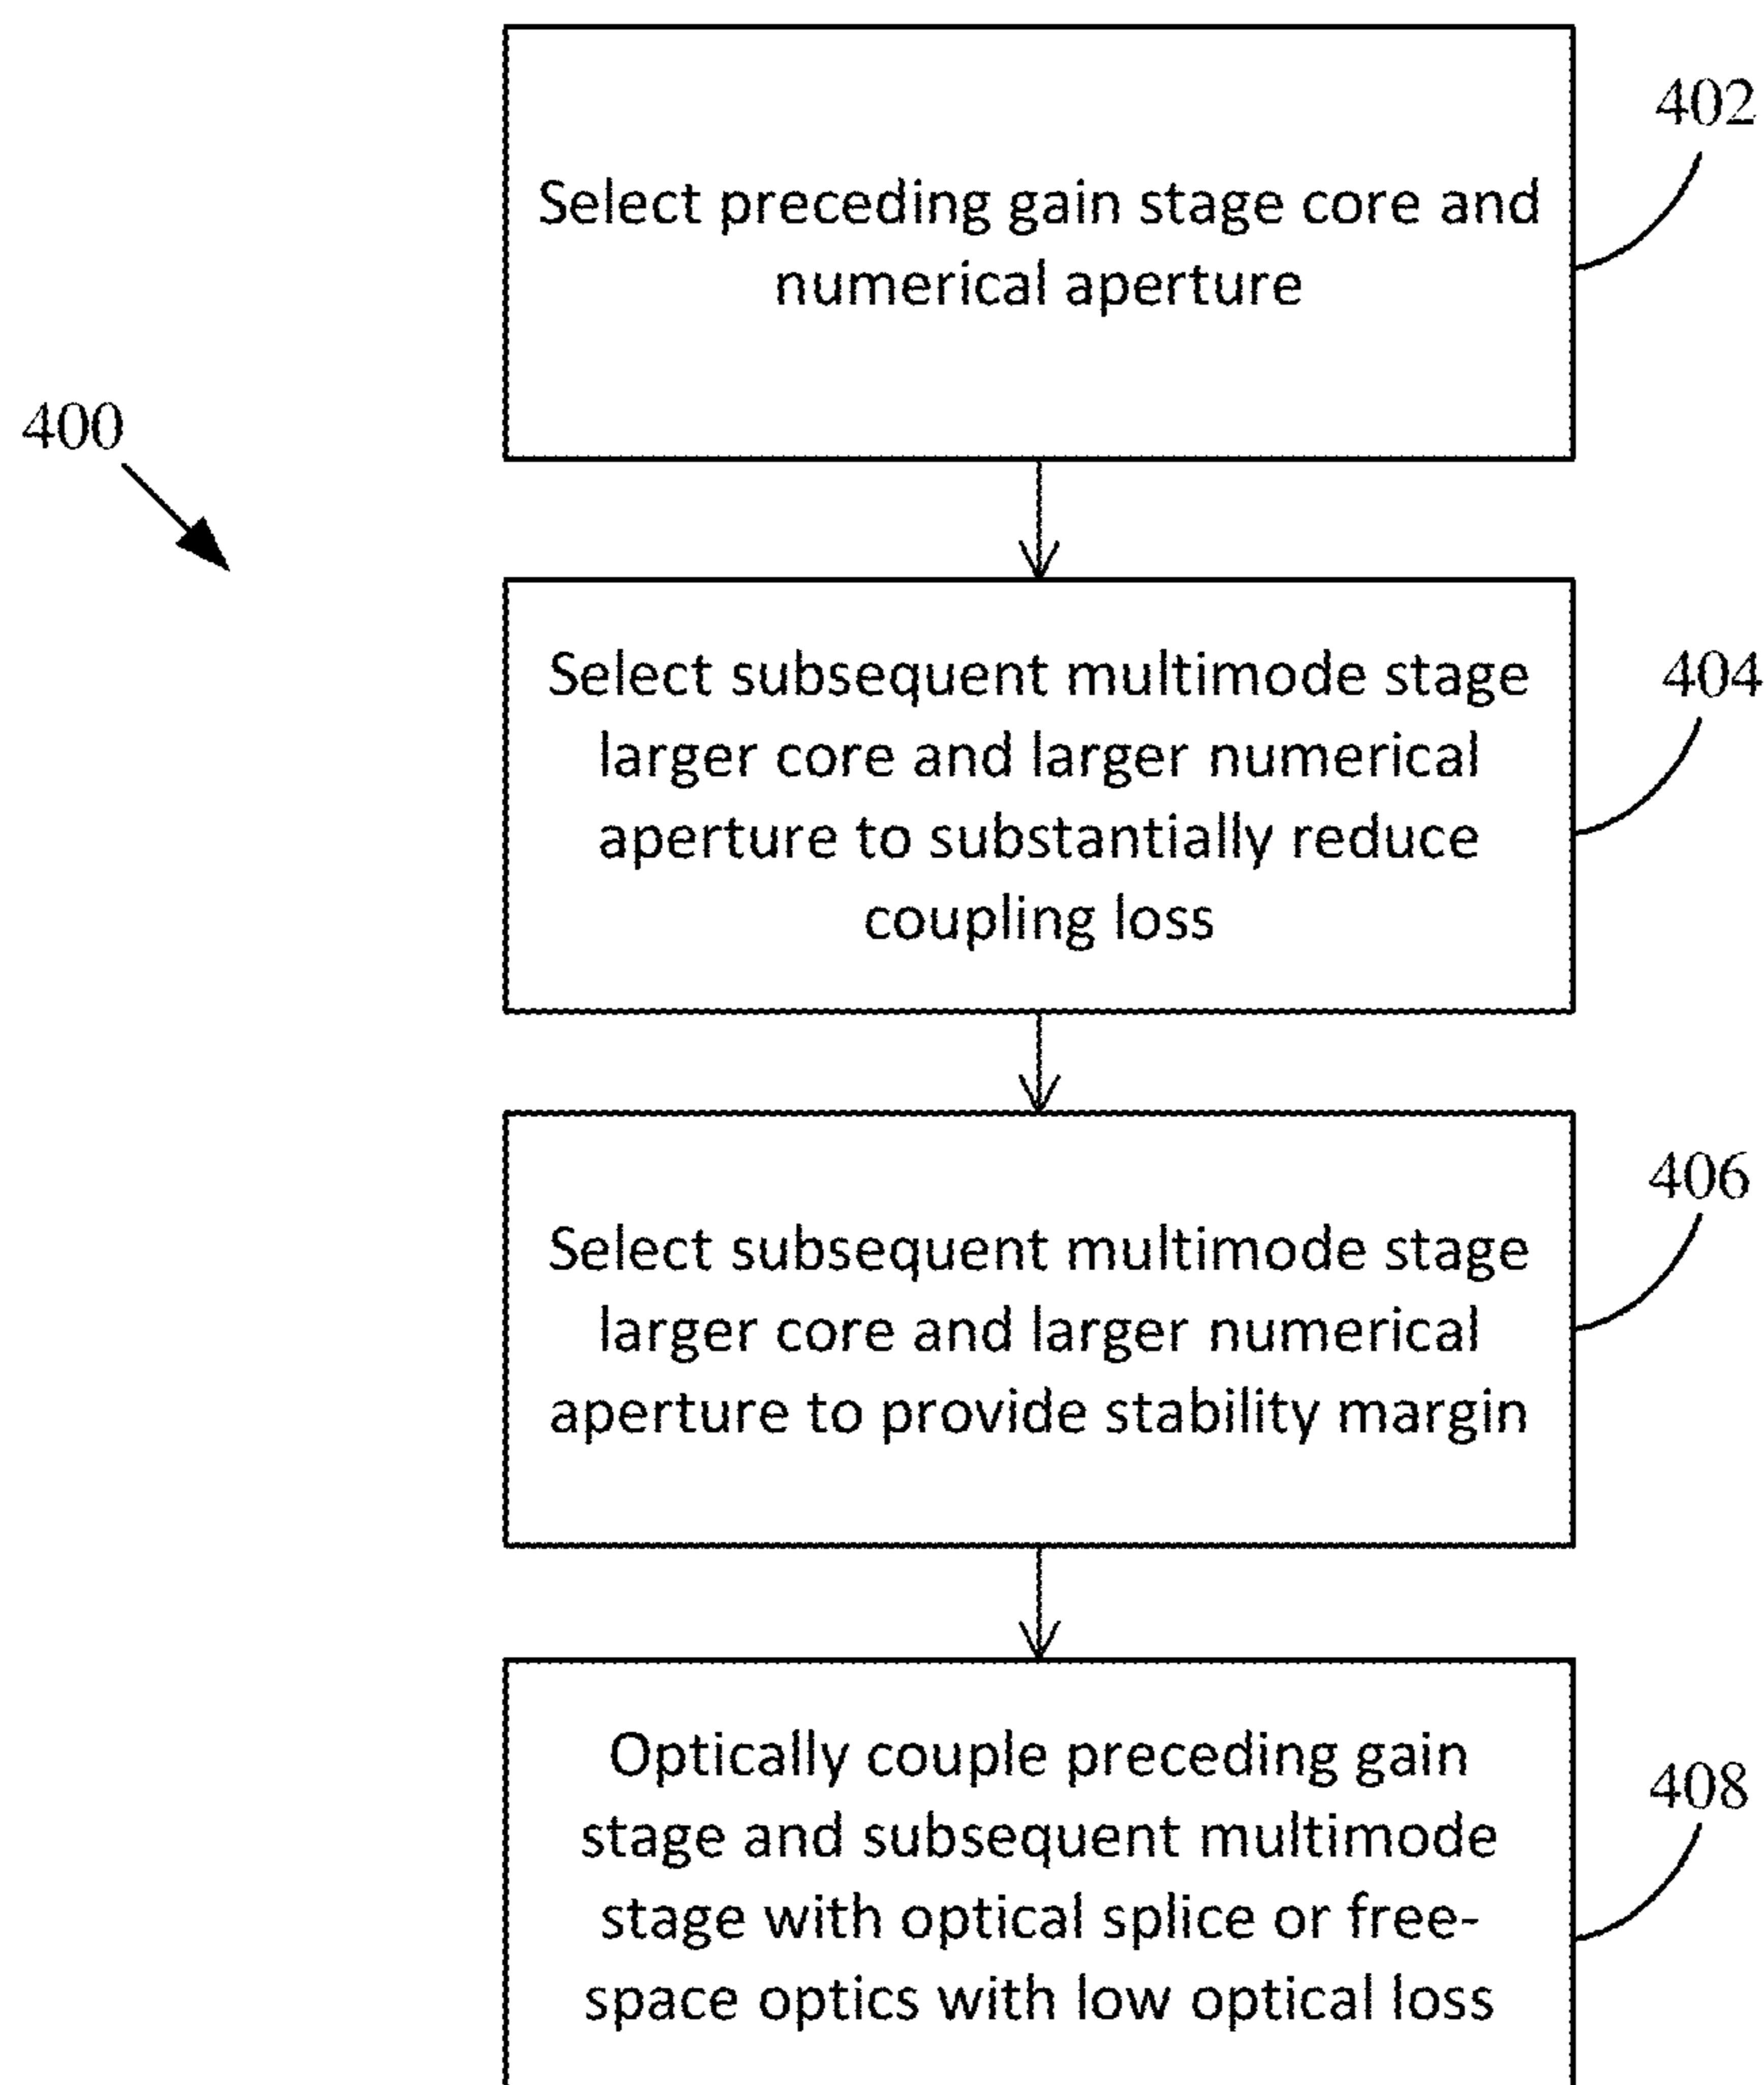 402
Select preceding gain stage core and
numerical aperture
400
404
Select subsequent multimode stage
larger core and larger numerical
aperture to substantially reduce
coupling loss
406
Select subsequent multimode stage
larger core and larger numerical
aperture to provide stability margin
408
Optically couple preceding gain
stage and subsequent multimode
stage with optical splice or free-
space optics with low optical loss